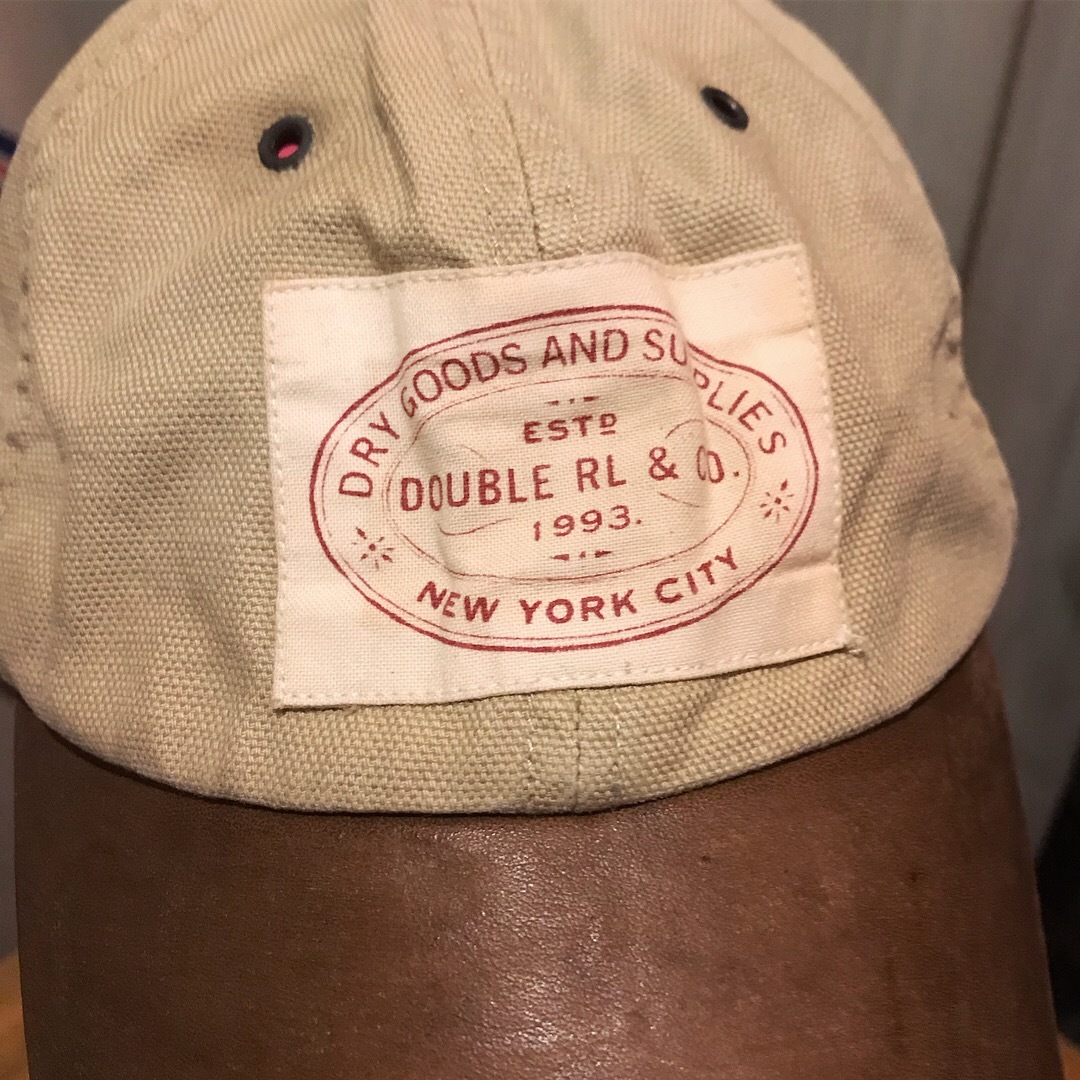 DRY GOODS AND SUPPLIES
ESTD
DOUBLE RL & CO.
1993.
NEW YORK CITY